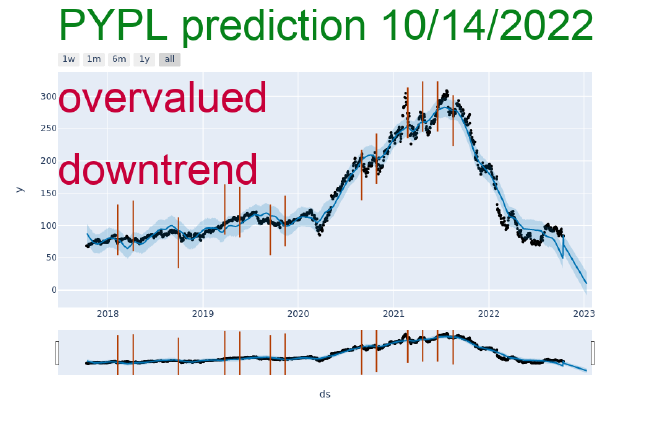 PYPL prediction 10/14/2022
1w 1m 6m 1y all
overvalued
downtrend
y
300
250
200
150
100
50
0
2018 2019 2020 2021 2022 2023
ds